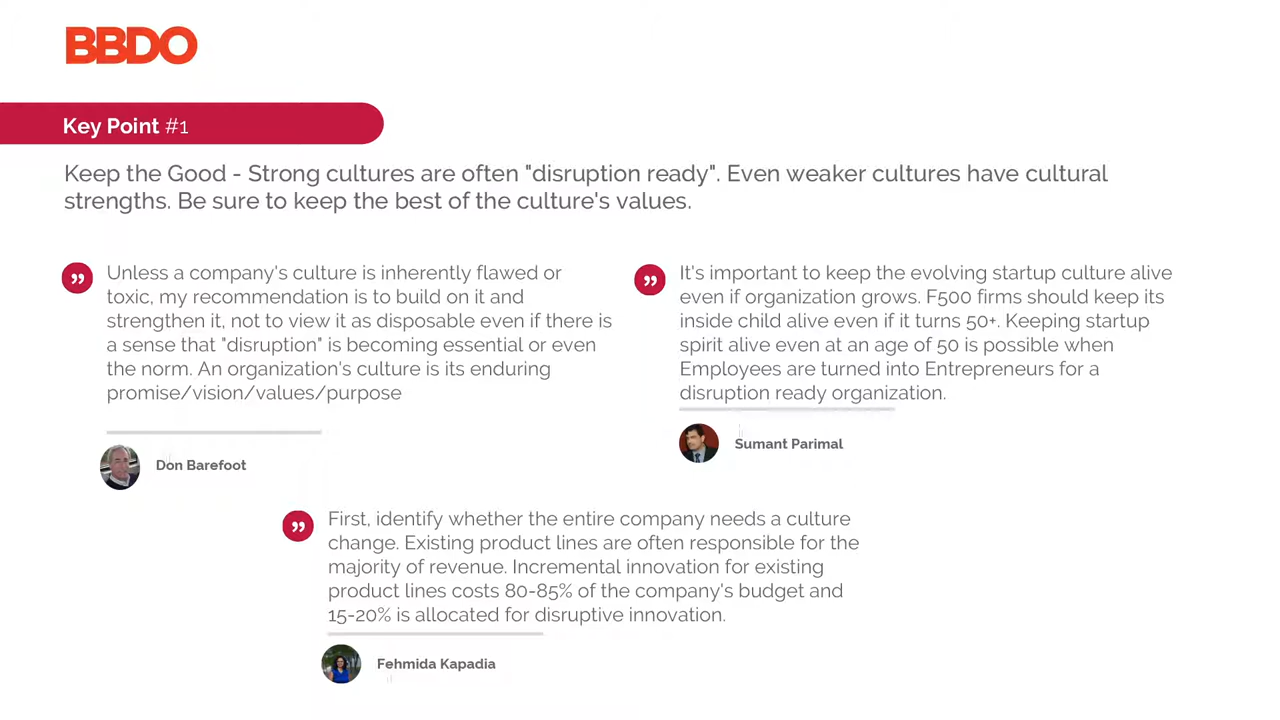 BBDO
Key Point #1
Keep the Good - Strong cultures are often "disruption ready". Even weaker cultures have cultural
strengths. Be sure to keep the best of the culture's values.
Unless a company's culture is inherently flawed or
toxic, my recommendation is to build on it and
strengthen it, not to view it as disposable even if there is
a sense that "disruption" is becoming essential or even
the norm. An organization's culture is its enduring
promise/vision/values/purpose
Don Barefoot
It's important to keep the evolving startup culture alive
even if organization grows. F500 firms should keep its
inside child alive even if it turns 50+. Keeping startup
spirit alive even at an age of 50 is possible when
Employees are turned into Entrepreneurs for a
disruption ready organization.
Sumant Parimal
First, identify whether the entire company needs a culture
change. Existing product lines are often responsible for the
majority of revenue. Incremental innovation for existing
product lines costs 80-85% of the company's budget and
15-20% is allocated for disruptive innovation.
Fehmida Kapadia